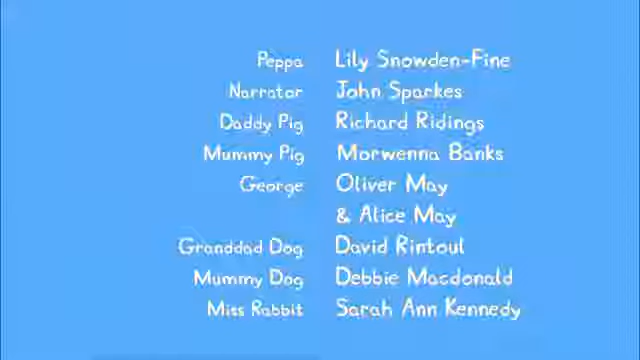 Peppa Lily Snowden-Fine
Narrator John Sparkes
Daddy Pig Richard Ridings
Mummy Pig Morwenna Banks
George Oliver May
& Alice May
Granddad Dog David Rintoul
Mummy Dog Debbie Macdonald
Miss Rabbit Sarah Ann Kennedy